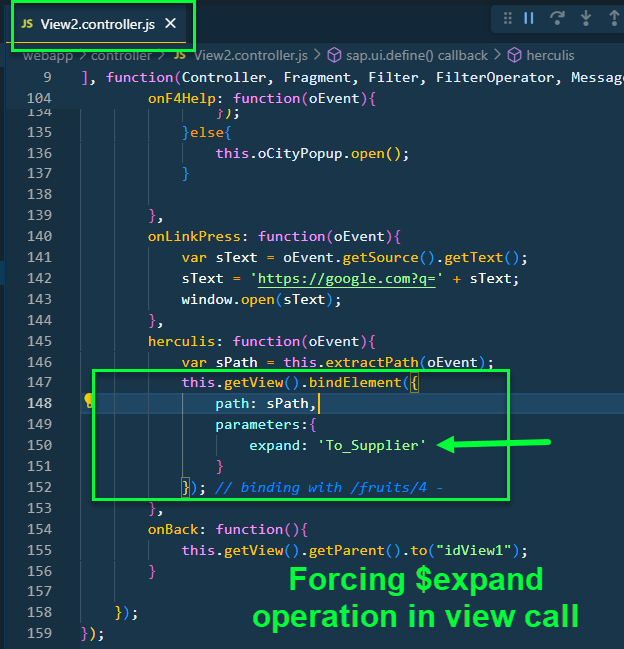 JS View2.controller.js ×
webapp > controller > JS View2.controller.js > sap.ui.define() callback > herculis
9 ], function(Controller, Fragment, Filter, FilterOperator, Messag
104 onF4Help: function(oEvent){
134 });
135 }else{
136 this.oCityPopup.open();
137 }
138
139 },
140 onLinkPress: function(oEvent){
141 var sText = oEvent.getSource().getText();
142 sText = 'https://google.com?q=' + sText;
143 window.open(sText);
144 },
145 herculis: function(oEvent){
146 var sPath = this.extractPath(oEvent);
147 this.getView().bindElement({
148 path: sPath,
149 parameters:{
150 expand: 'To_Supplier'
151 }
152 }); // binding with /fruits/4 -
153 },
154 onBack: function(){
155 this.getView().getParent().to("idView1");
156 }
157
158 });
159 });
Forcing $expand
operation in view call